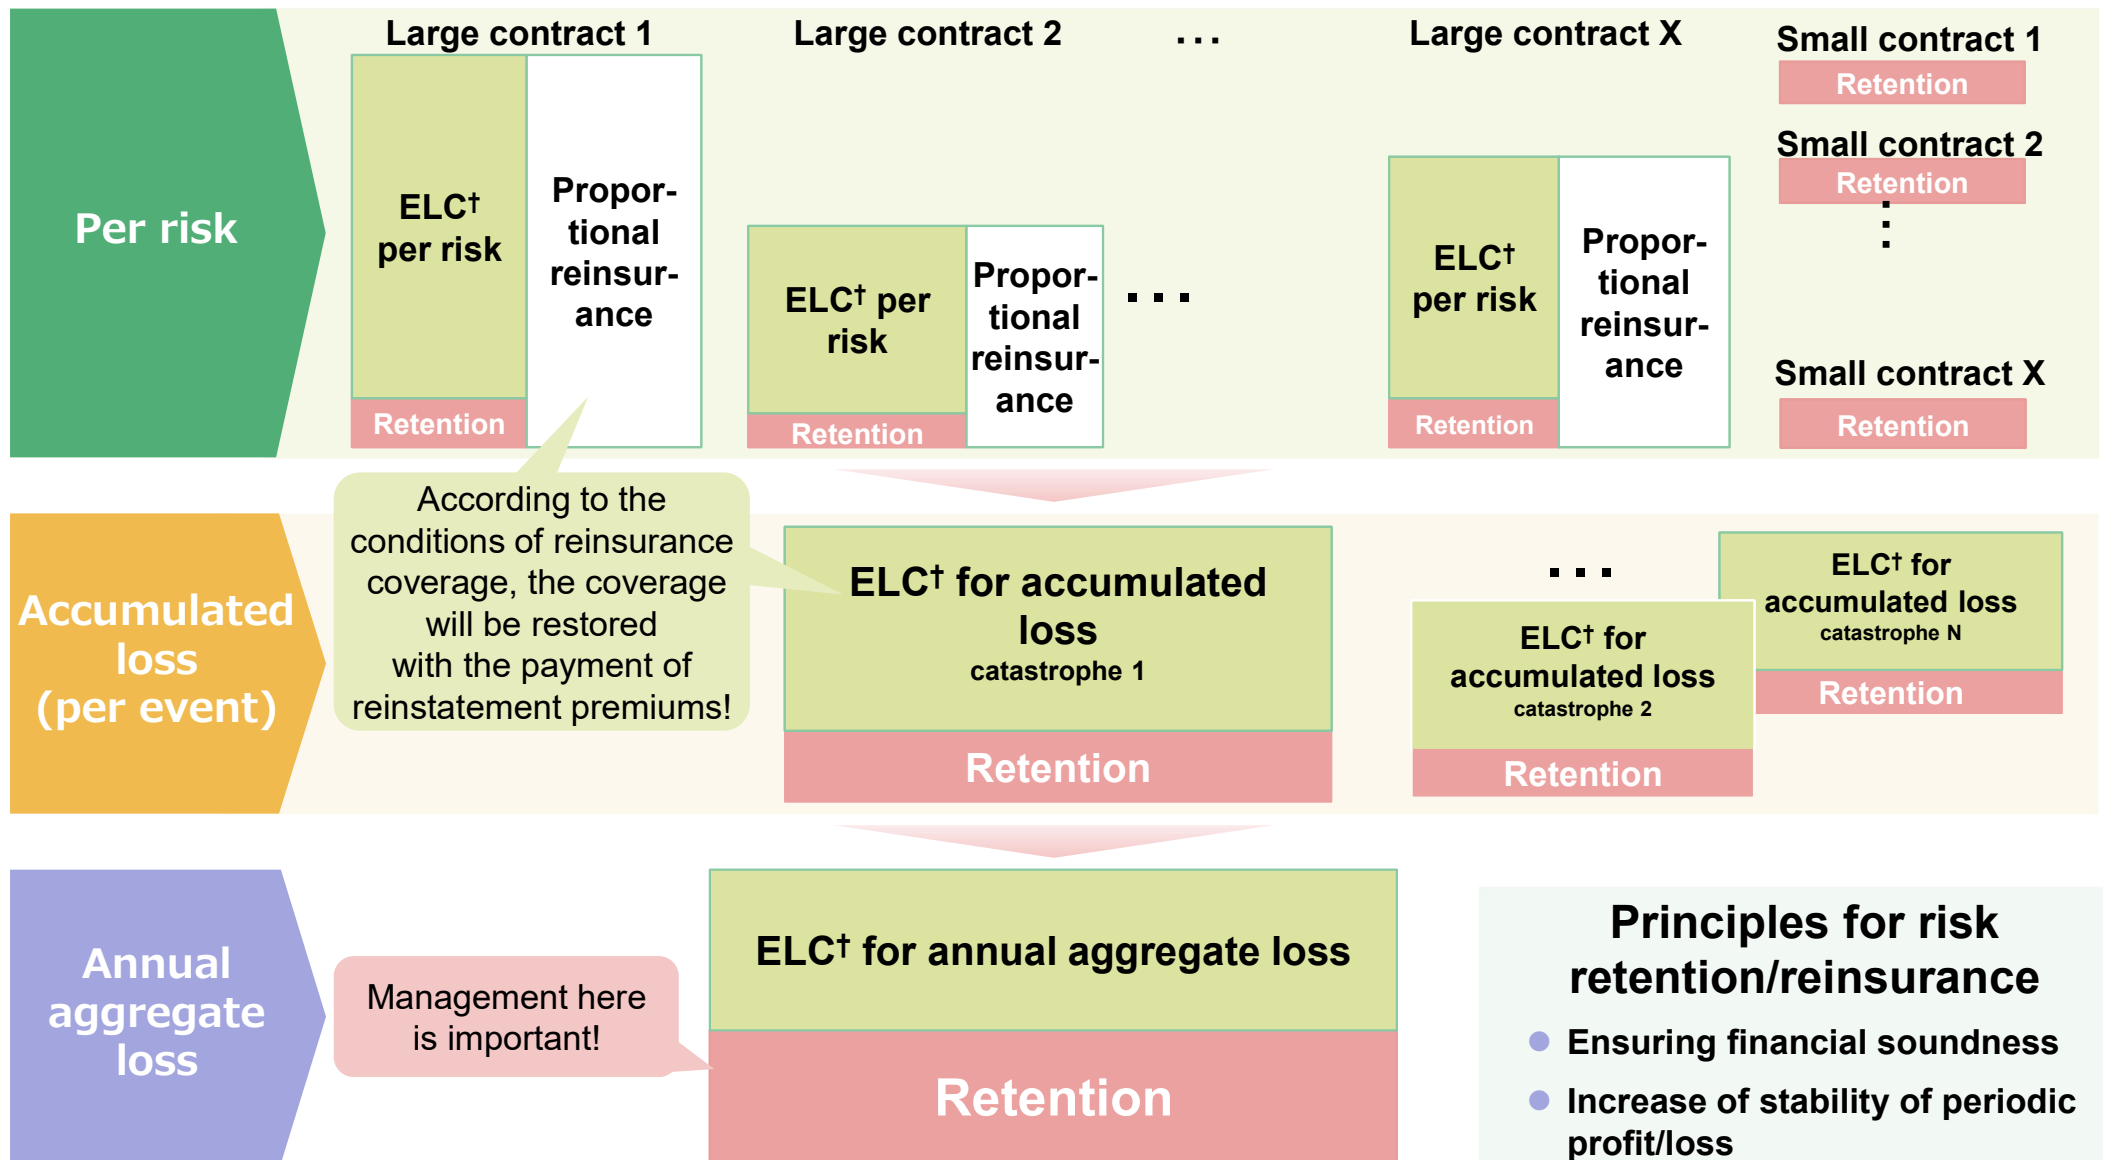 Per risk
Large contract 1
ELC† 
per risk
Retention
Propor-
tional
reinsur-
ance
Large contract 2
ELC† per
risk
Retention
Propor-
tional
reinsur-
ance
...
...
Large contract X
ELC†
per risk
Retention
Propor-
tional
reinsur-
ance
Small contract 1
Retention
Small contract 2
Retention
...
Small contract X
Retention
Accumulated
loss
(per event)
According to the
conditions of reinsurance
coverage, the coverage
will be restored
with the payment of
reinstatement premiums!
ELC† for accumulated
loss
catastrophe 1
Retention
...
ELC† for
accumulated loss
catastrophe 2
Retention
ELC† for
accumulated loss
catastrophe N
Retention
Annual
aggregate
loss
Management here
is important!
ELC† for annual aggregate loss
Retention
Principles for risk
retention/reinsurance
● Ensuring financial soundness
● Increase of stability of periodic
profit/loss